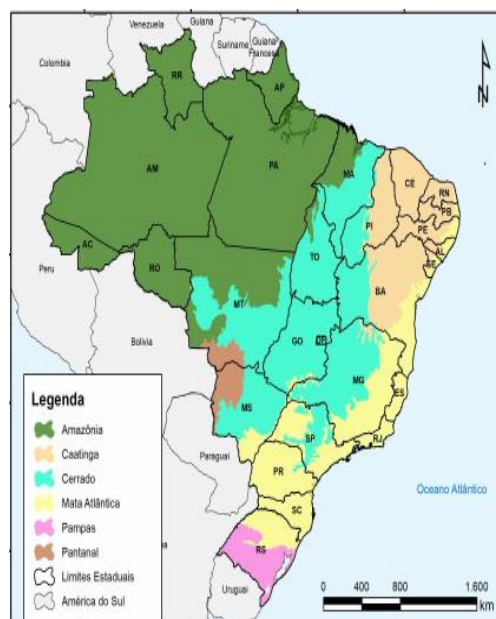 Venezuela
Guiana
Suriname
Guiana
Francesa
Colombia
RR
AP
AM
PA
MA
CE
RN
PB
PE
PI
AL
SE
AC
RO
TO
BA
MT
Peru
Bolivia
GO
DF
MG
ES
MS
SP
RJ
Paraguai
PR
SC
RS
Uruguai
Oceano Atlântico
Legenda
Amazônia
Caatinga
Cerrado
Mata Atlântica
Pampas
Pantanal
Limites Estaduais
América do Sul
0 400 800 1.600
km